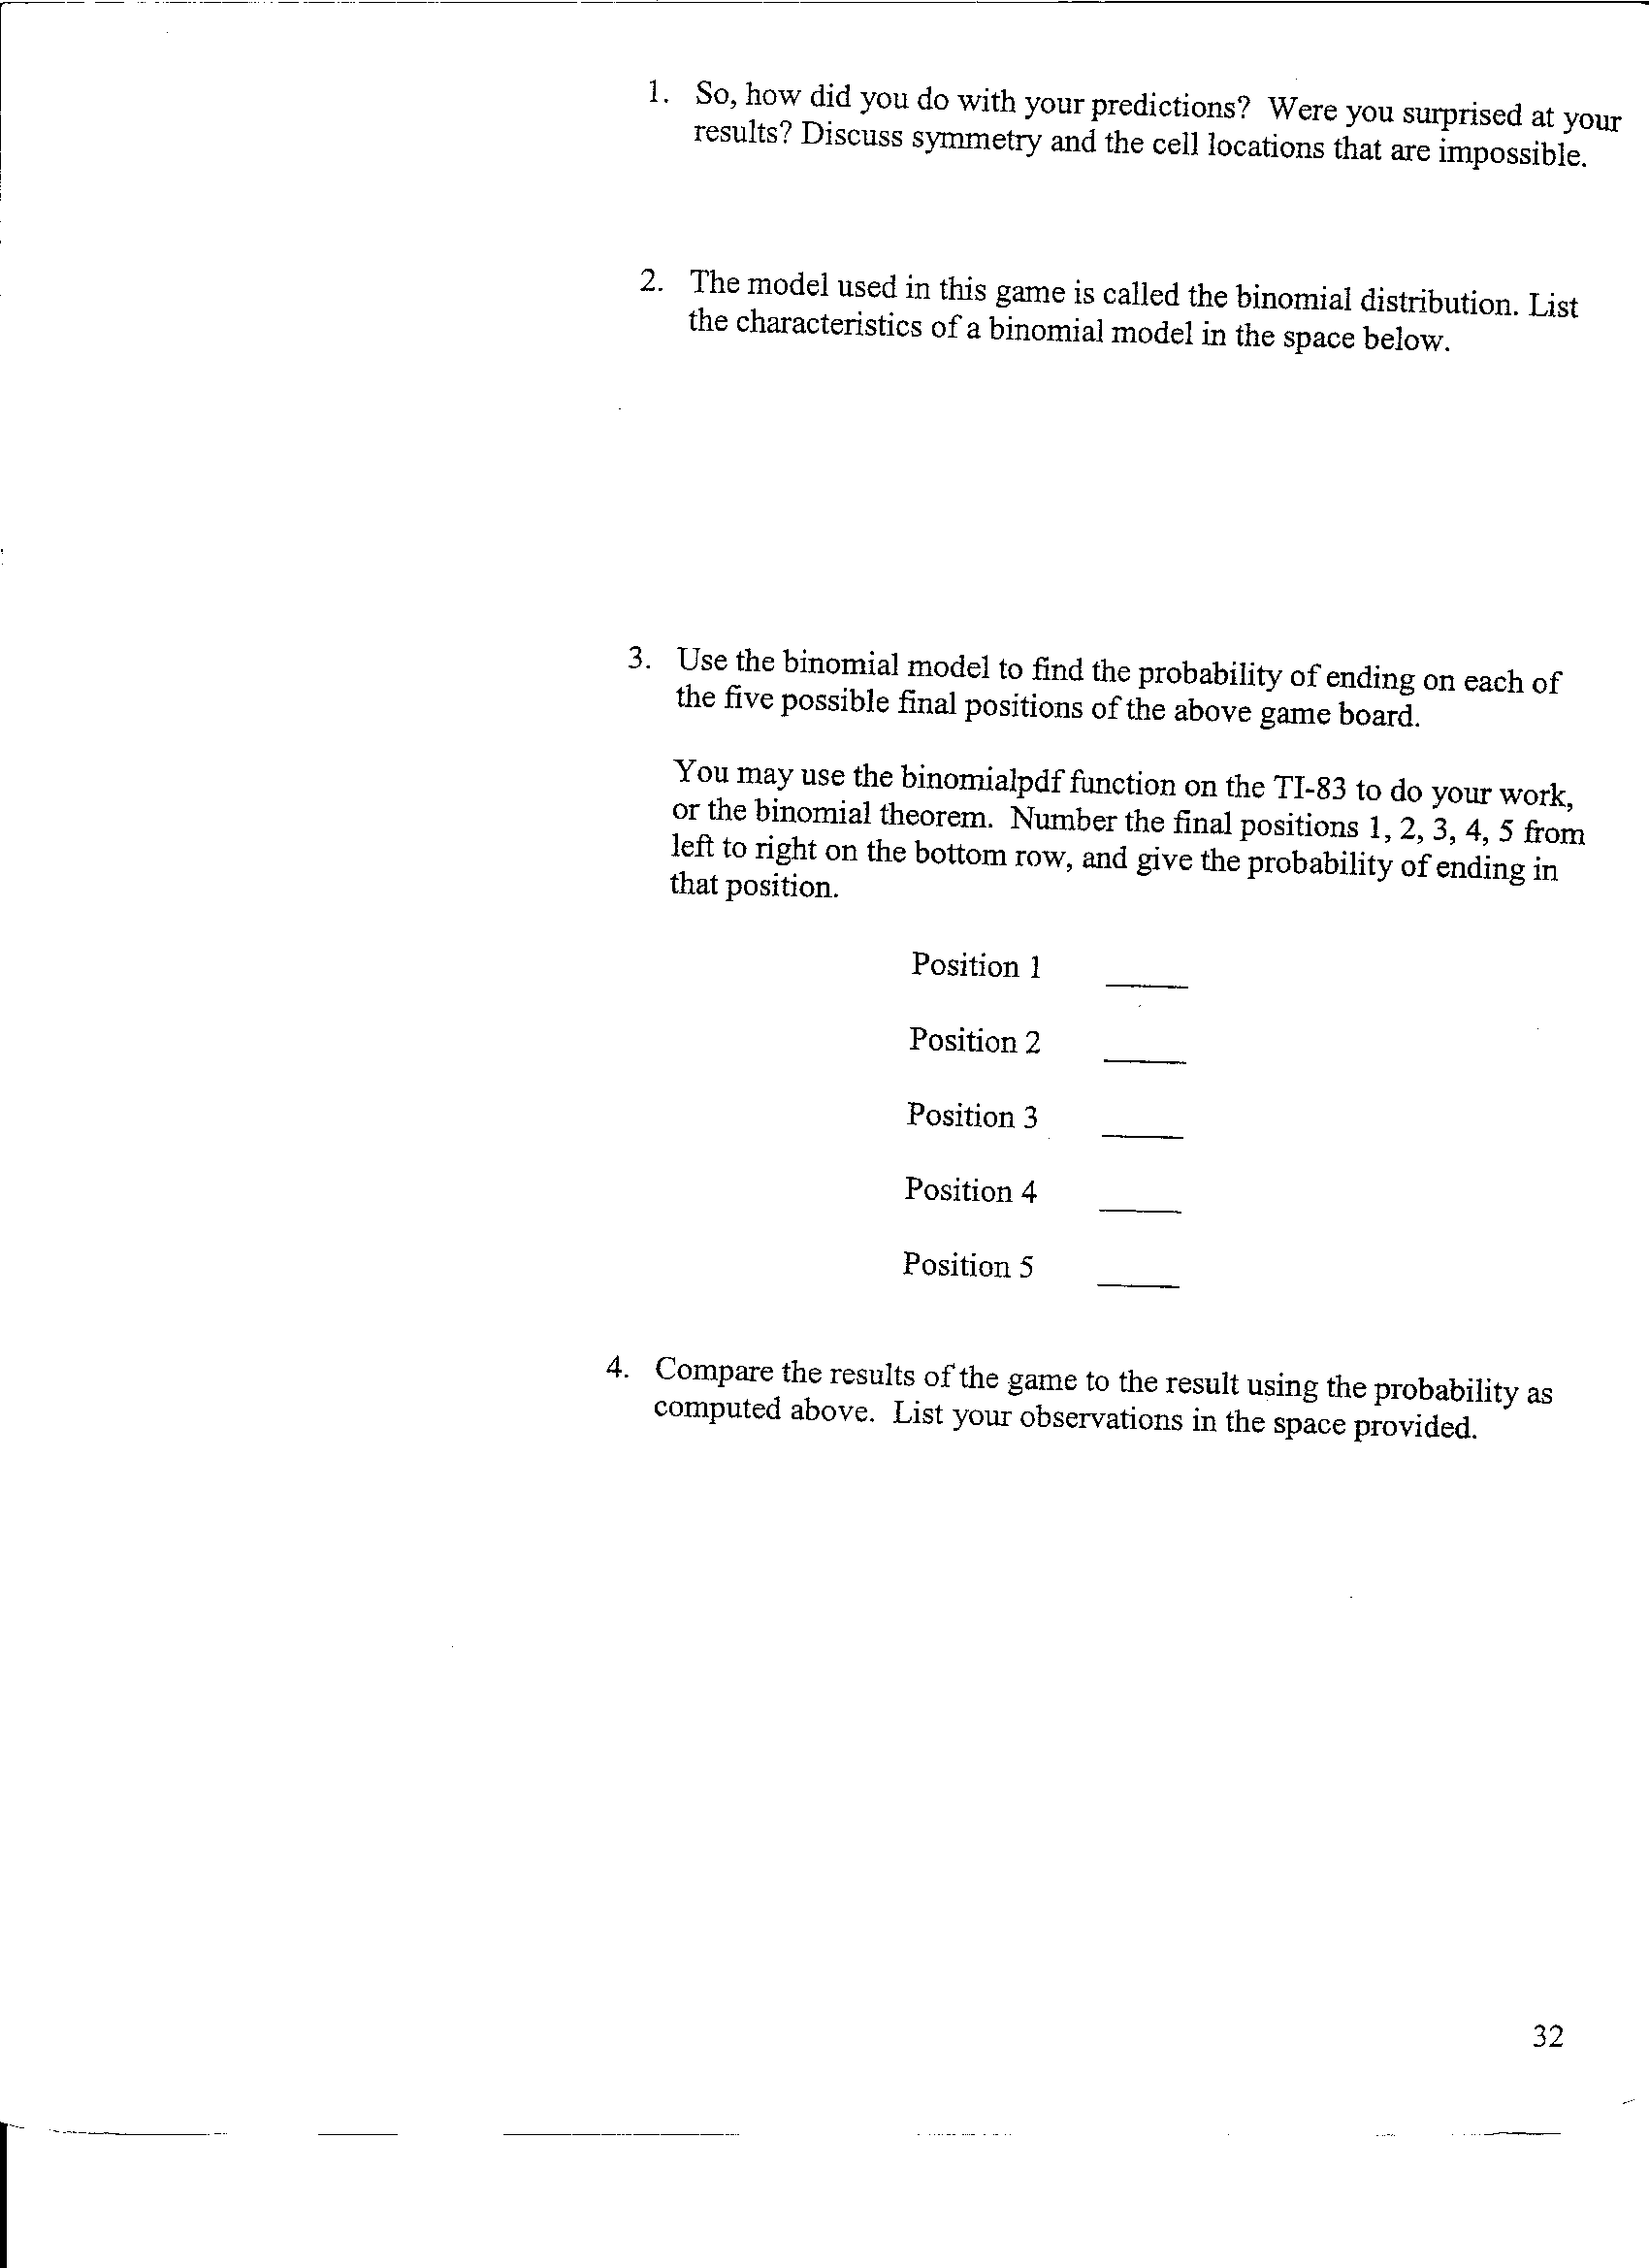 1. So, how did you do with your predictions? Were you surprised at your
results? Discuss symmetry and the cell locations that are impossible.
2. The model used in this game is called the binomial distribution. List
the characteristics of a binomial model in the space below.
3. Use the binomial model to find the probability of ending on each of
the five possible final positions of the above game board.
You may use the binomialpdf function on the TI-83 to do your work,
or the binomial theorem. Number the final positions 1, 2, 3, 4, 5 from
left to right on the bottom row, and give the probability of ending in
that position.
Position 1 ____
Position 2 ____
Position 3 ____
Position 4 ____
Position 5 ____
4. Compare the results of the game to the result using the probability as
computed above. List your observations in the space provided.
32